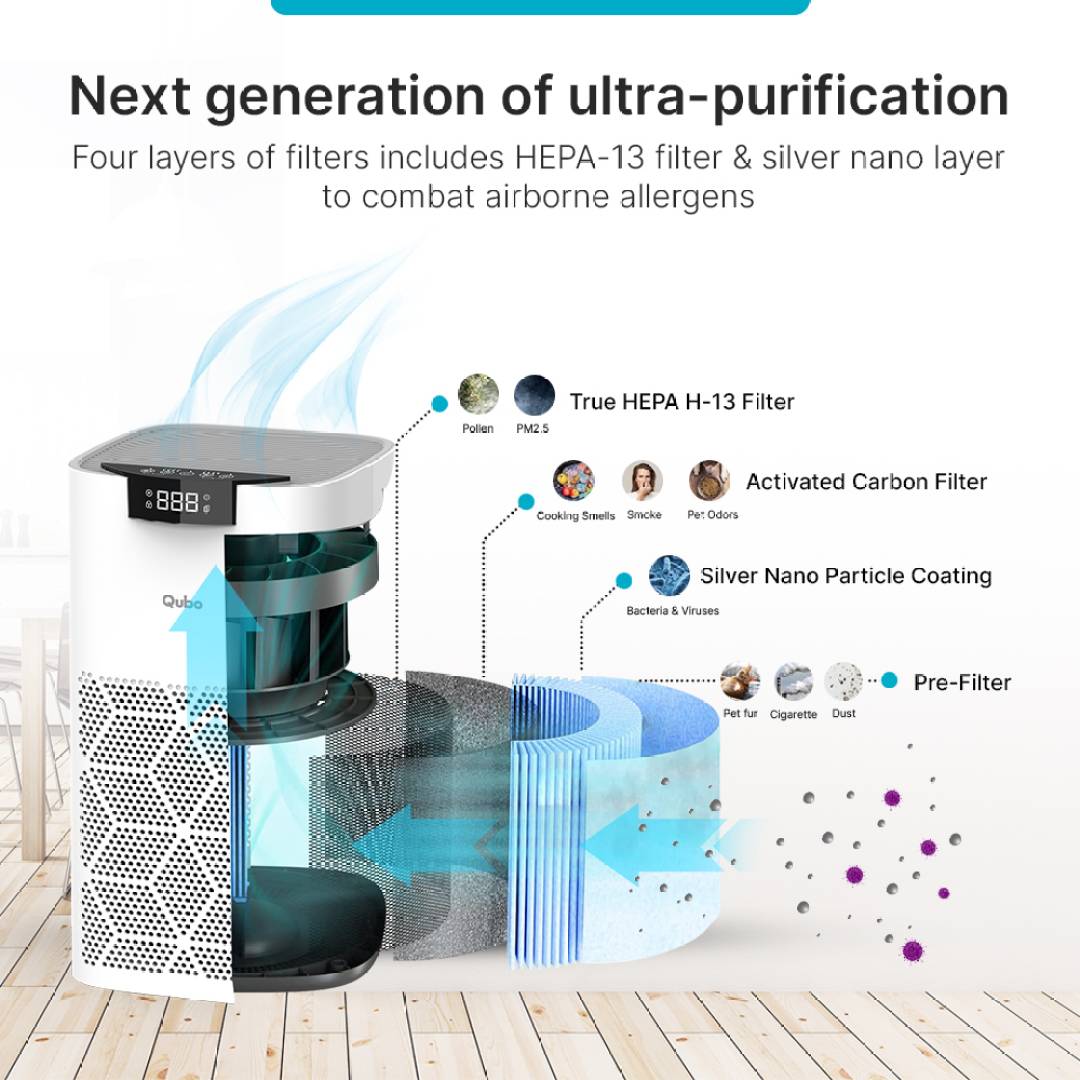 Next generation of ultra-purification
Four layers of filters includes HEPA-13 filter & silver nano layer
to combat airborne allergens
True HEPA H-13 Filter
Pollen PM2.5
Activated Carbon Filter
Cooking Smells Smoke Pet Odors
Silver Nano Particle Coating
Bacteria & Viruses
Pre-Filter
Pet fur Cigarette Dust
888
Qubo